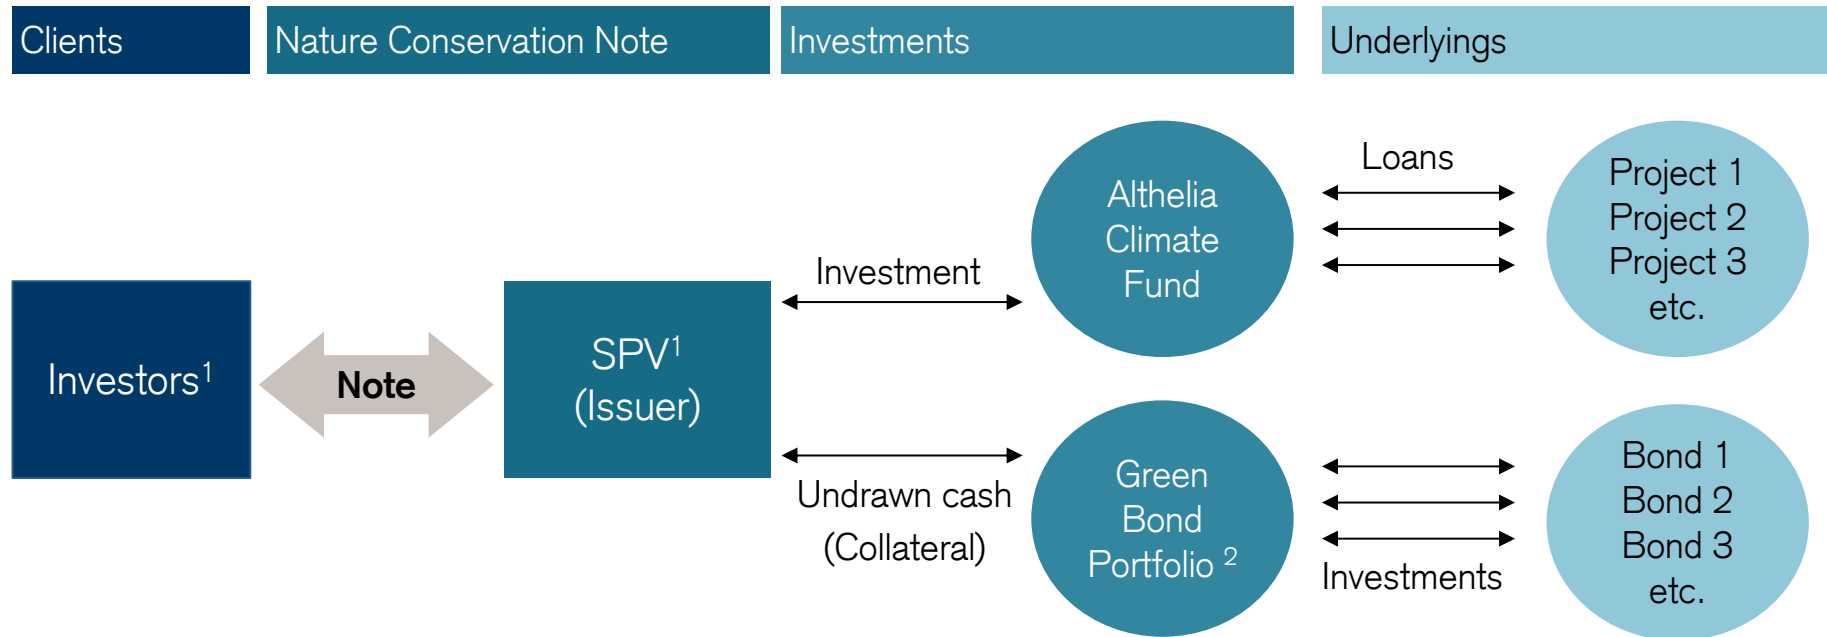 Clients
Nature Conservation Note
Investments
Underlyings
Investors¹
Note
SPV¹
(Issuer)
Investment
Undrawn cash
(Collateral)
Althelia
Climate
Fund
Green
Bond
Portfolio ²
Loans
Investments
Project 1
Project 2
Project 3
etc.
Bond 1
Bond 2
Bond 3
etc.